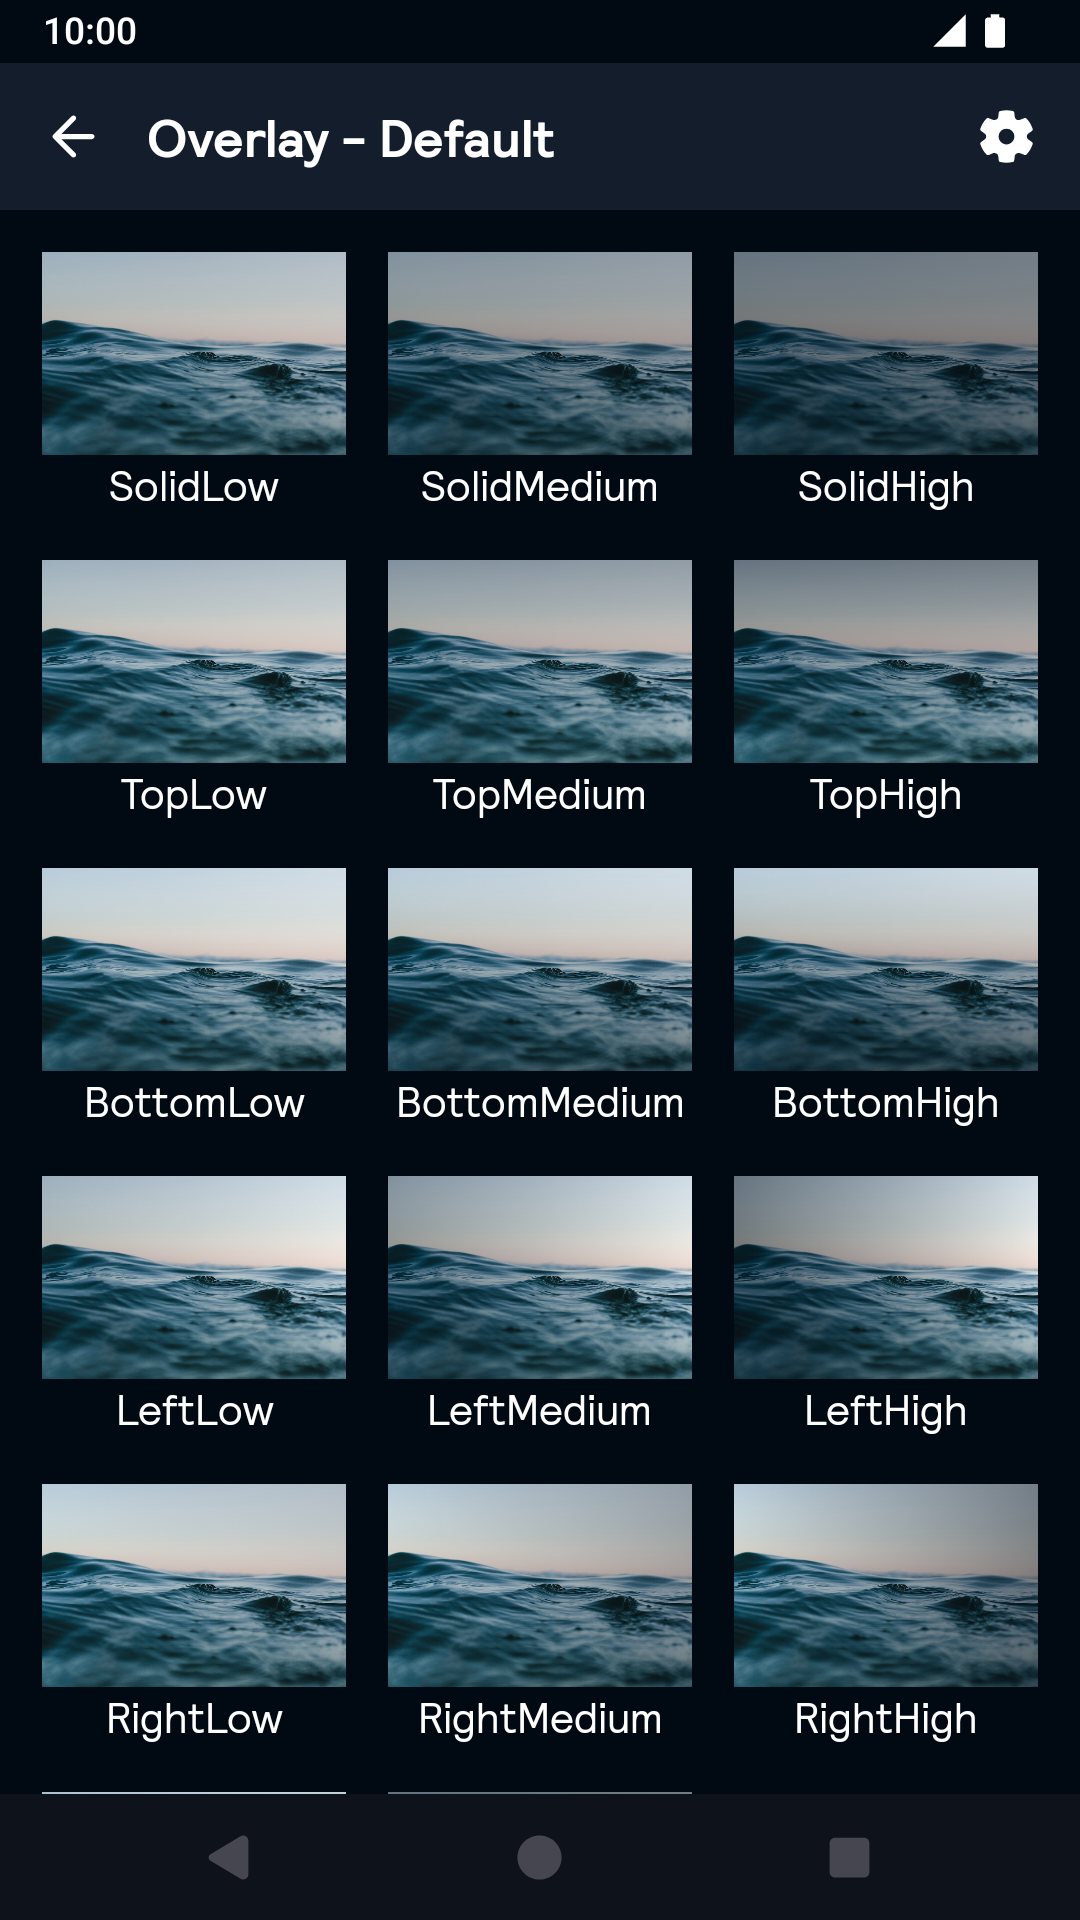 10:00
Overlay - Default
SolidLow SolidMedium SolidHigh
TopLow TopMedium TopHigh
BottomLow BottomMedium BottomHigh
LeftLow LeftMedium LeftHigh
RightLow RightMedium RightHigh